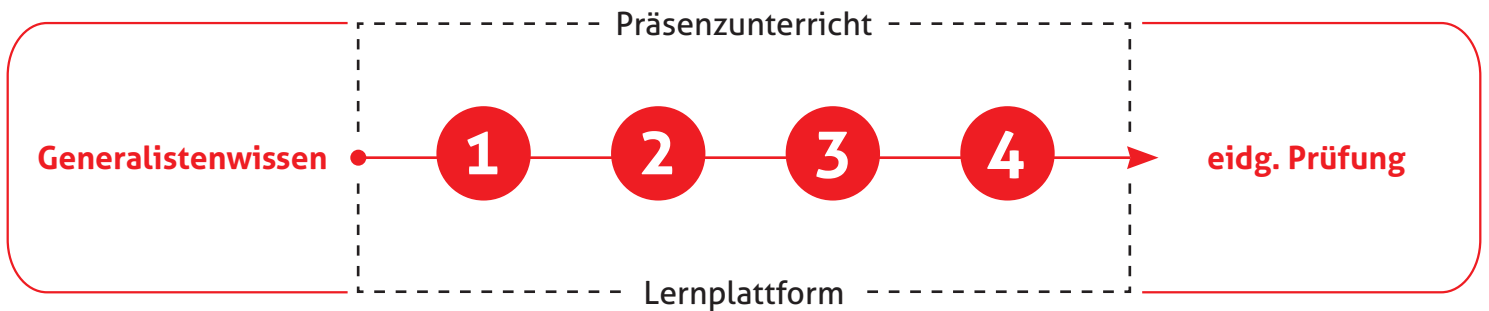 Präsenzunterricht
Generalistenwissen 1 2 3 4 eidg. Prüfung
Lernplattform